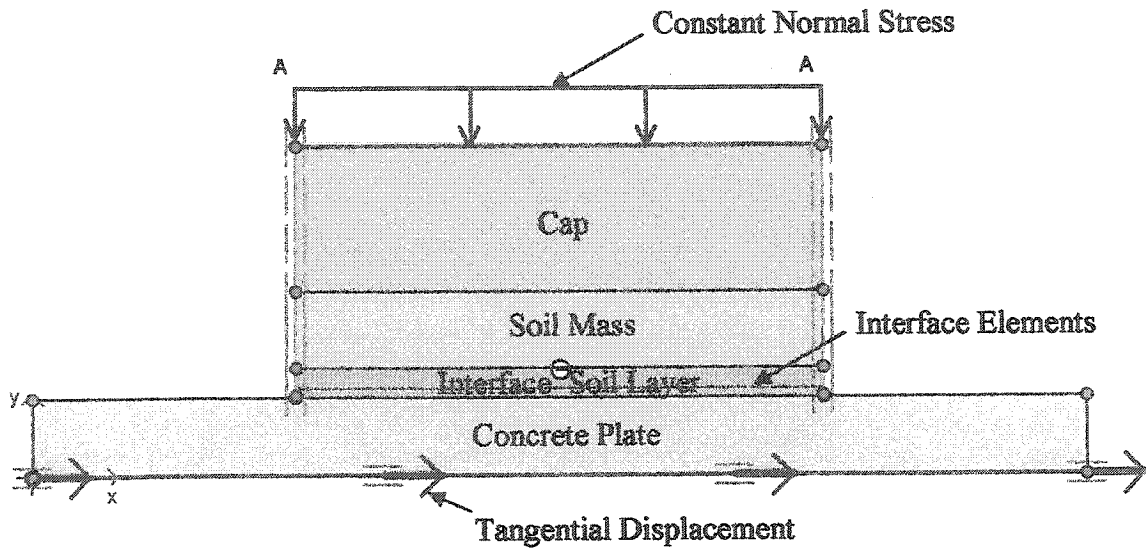 Constant Normal Stress
A
A
Cap
Soil Mass
Interface Elements
Interface Soil Layer
y
Concrete Plate
x
Tangential Displacement